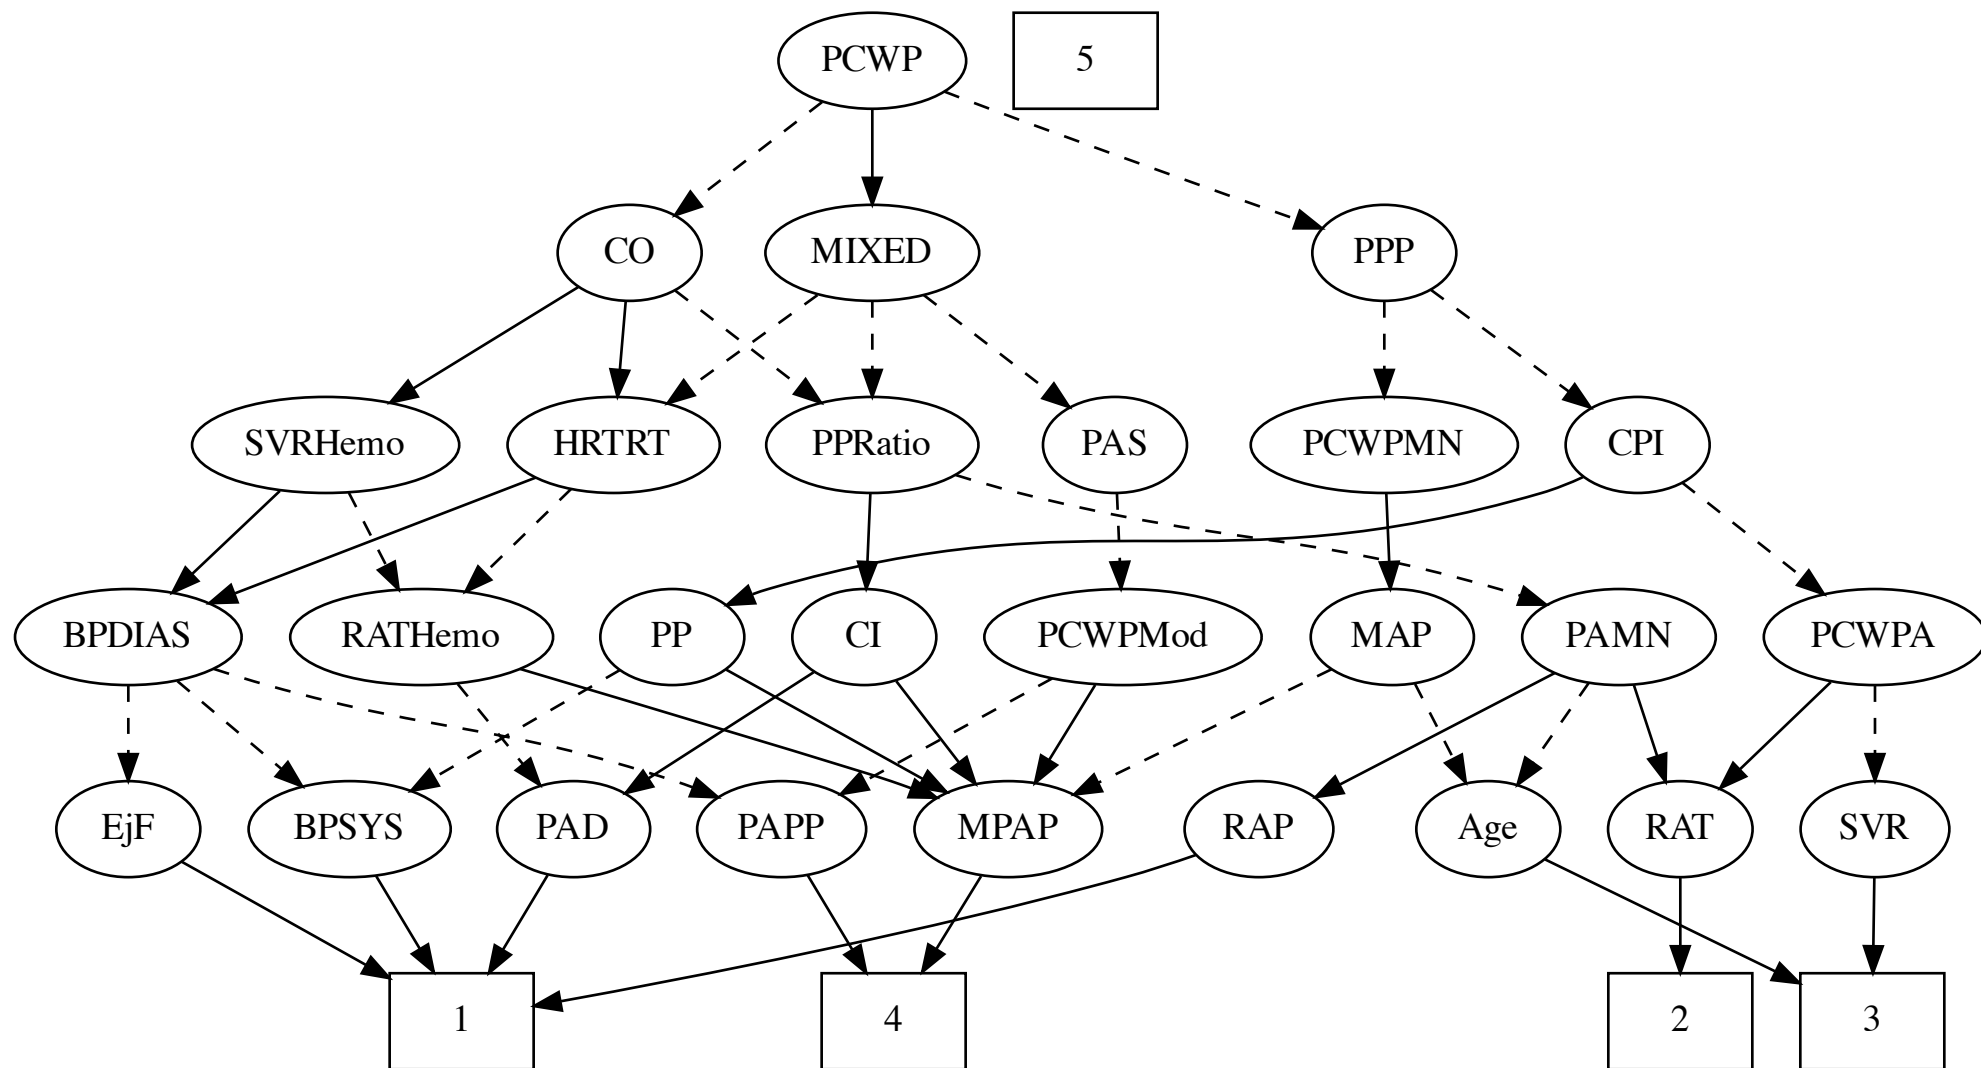 PCWP
5
CO
MIXED
PPP
SVRHemo
HRTRT
PPRatio
PAS
PCWPMN
CPI
BPDIAS
RATHemo
PP
CI
PCWPMod
MAP
PAMN
PCWPA
EjF
BPSYS
PAD
PAPP
MPAP
RAP
Age
RAT
SVR
1
4
2
3